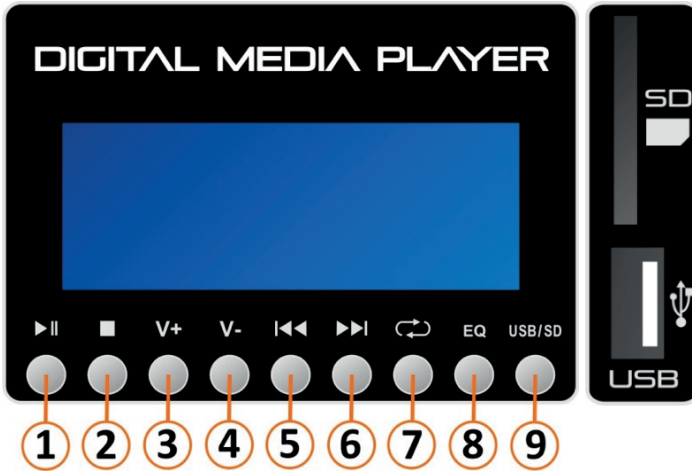 DIGITAL MEDIA PLAYER
SD
V+ V- EQ USB/SD
USB
1 2 3 4 5 6 7 8 9